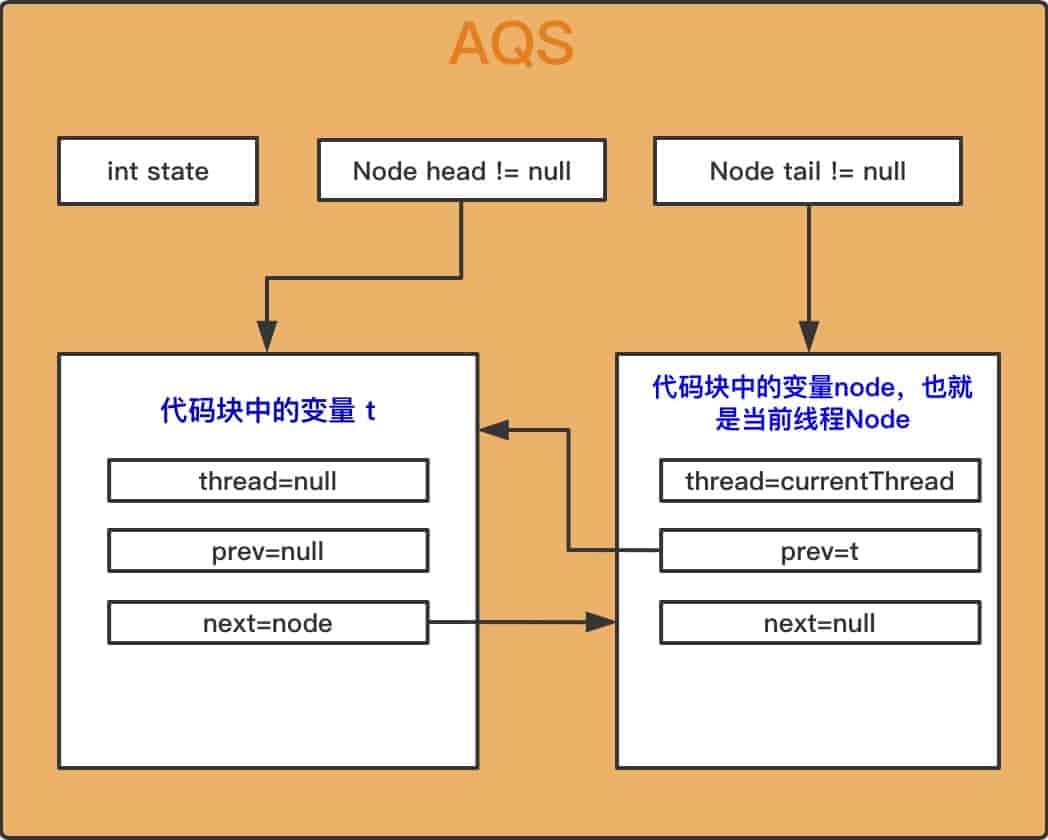 AQS
int state
Node head != null
Node tail != null
代码块中的变量 t
thread=null
prev=null
next=node
代码块中的变量node，也就
是当前线程Node
thread=currentThread
prev=t
next=null